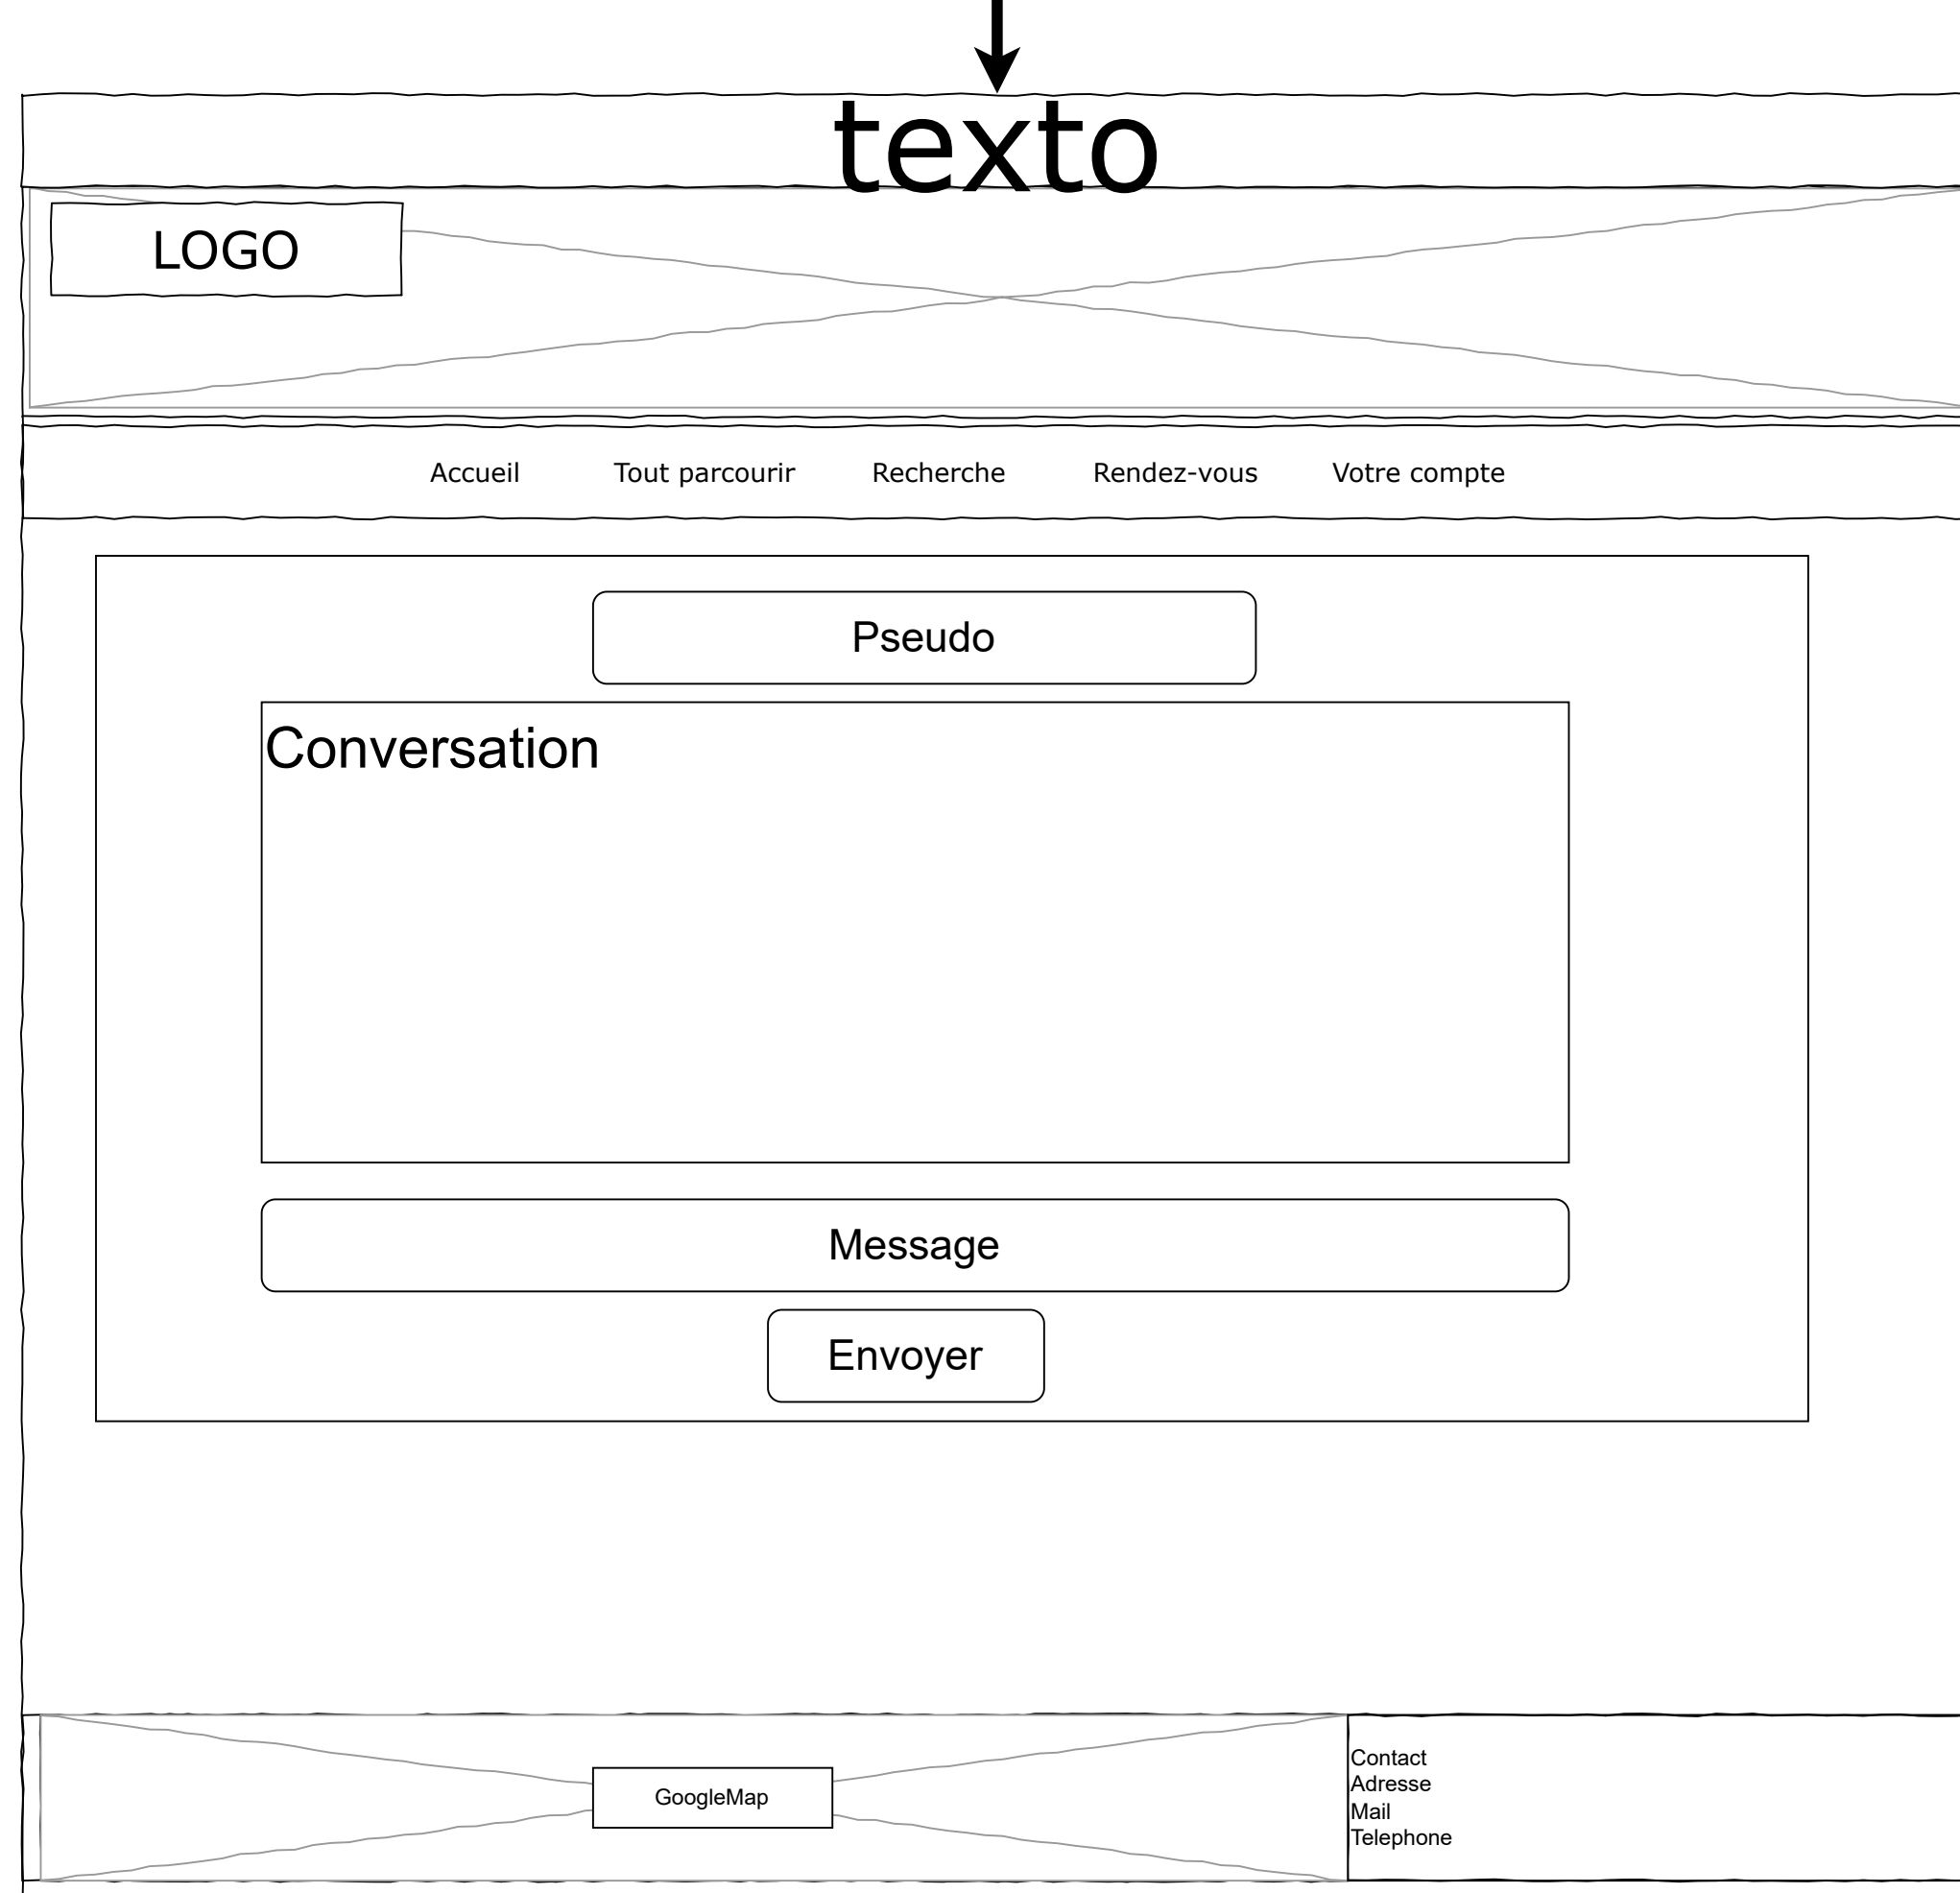 texto
LOGO
Accueil Tout parcourir Recherche Rendez-vous Votre compte
Pseudo
Conversation
Message
Envoyer
GoogleMap
Contact
Adresse
Mail
Telephone